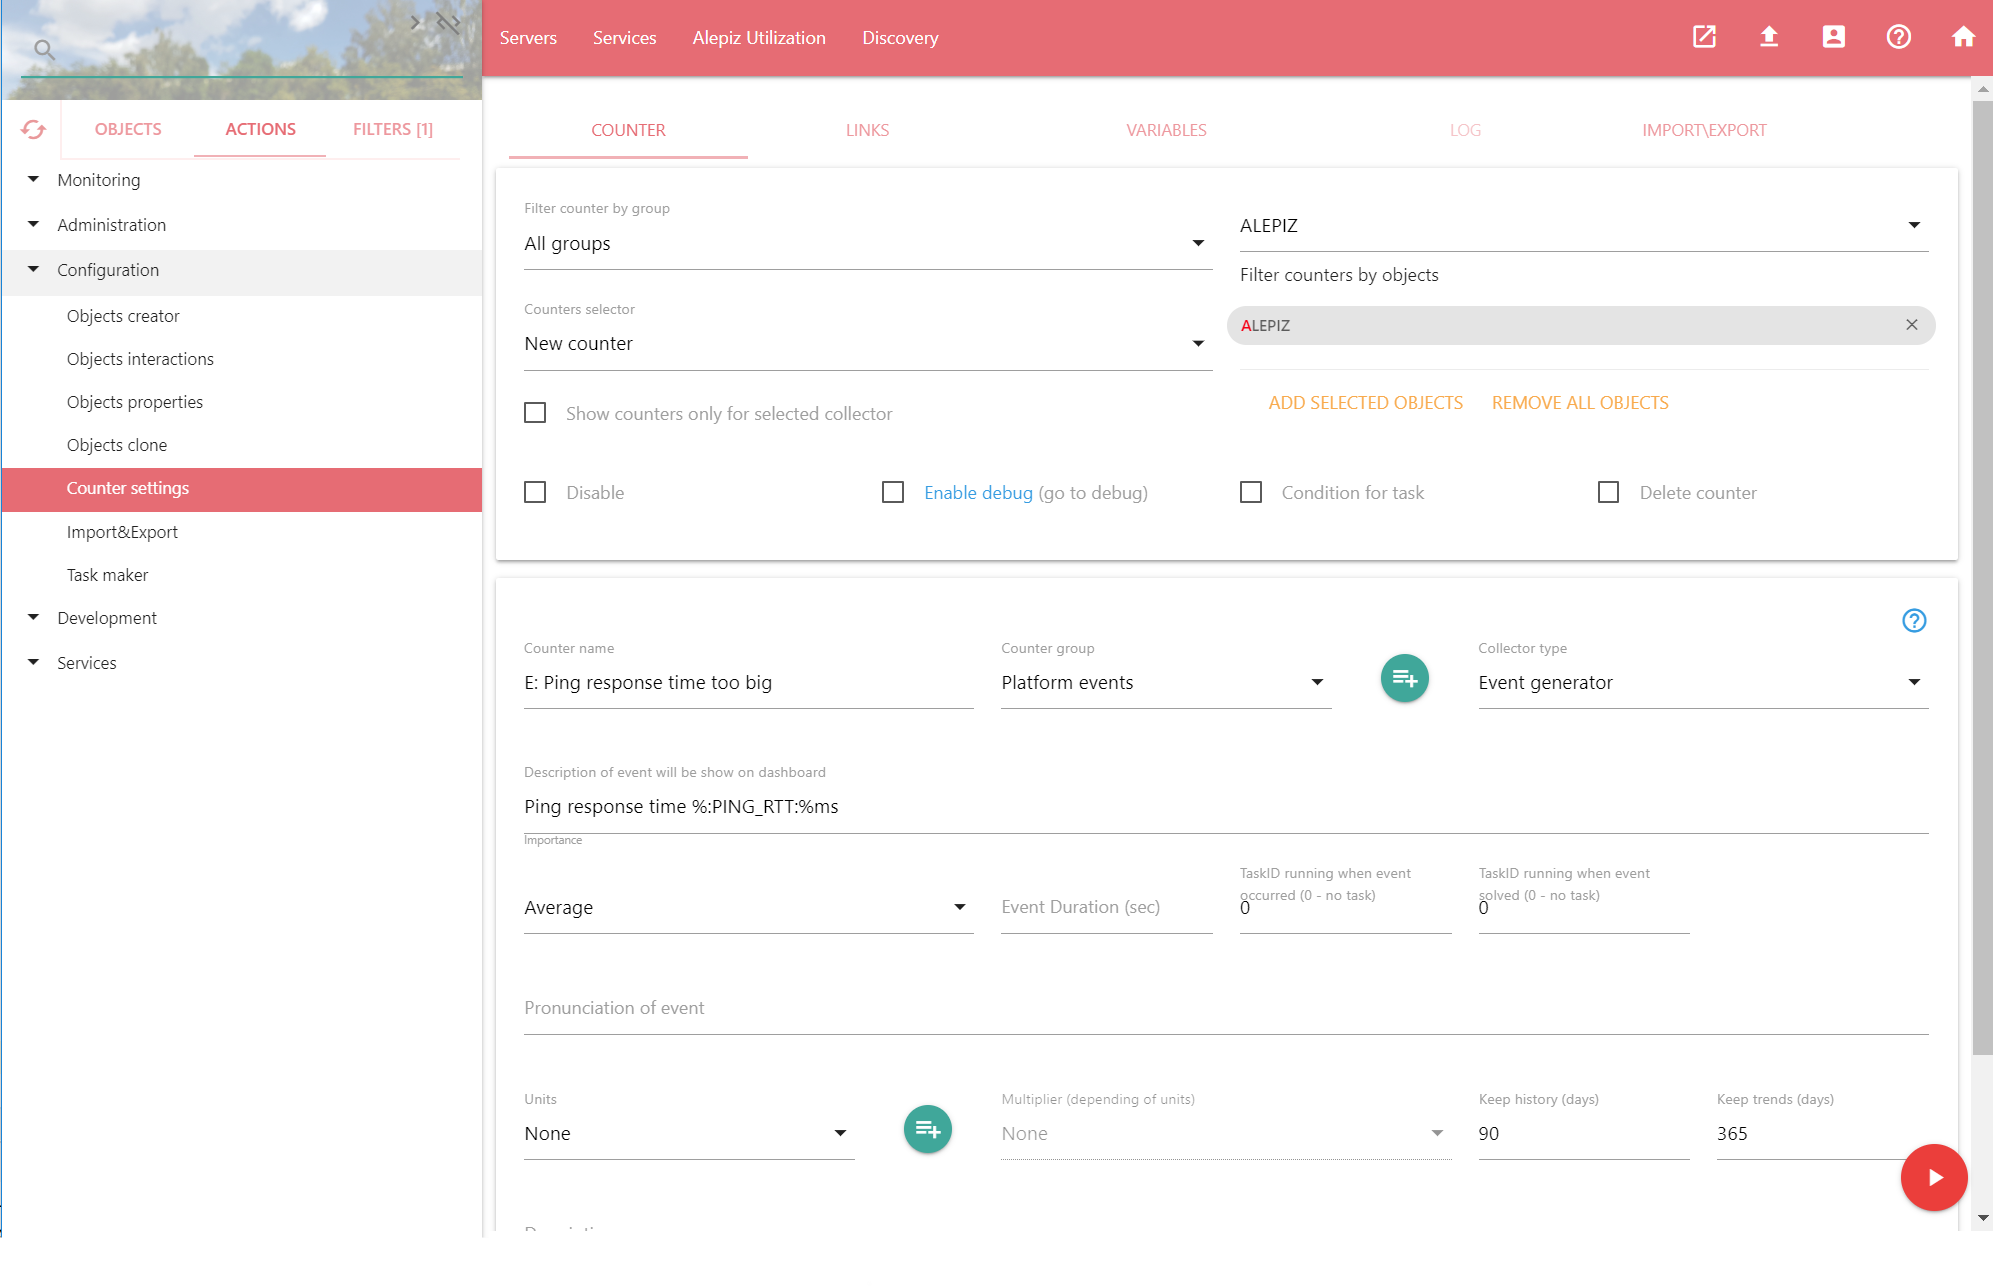 Servers Services Alepiz Utilization Discovery
OBJECTS ACTIONS FILTERS [1]
Monitoring
Administration
Configuration
Objects creator
Objects interactions
Objects properties
Objects clone
Counter settings
Import&Export
Task maker
Development
Services
COUNTER LINKS VARIABLES LOG IMPORT\EXPORT
Filter counter by group
All groups
ALEPIZ
Filter counters by objects
Counters selector
New counter
ALEPIZ
Show counters only for selected collector
ADD SELECTED OBJECTS REMOVE ALL OBJECTS
Disable Enable debug (go to debug) Condition for task Delete counter
Counter name Counter group Collector type
E: Ping response time too big Platform events Event generator
Description of event will be show on dashboard
Ping response time %:PING_RTT:%ms
Importance
Average
Event Duration (sec)
TaskID running when event
occurred (0 - no task)
0
TaskID running when event
solved (0 - no task)
0
Pronunciation of event
Units Multiplier (depending of units) Keep history (days) Keep trends (days)
None None 90 365